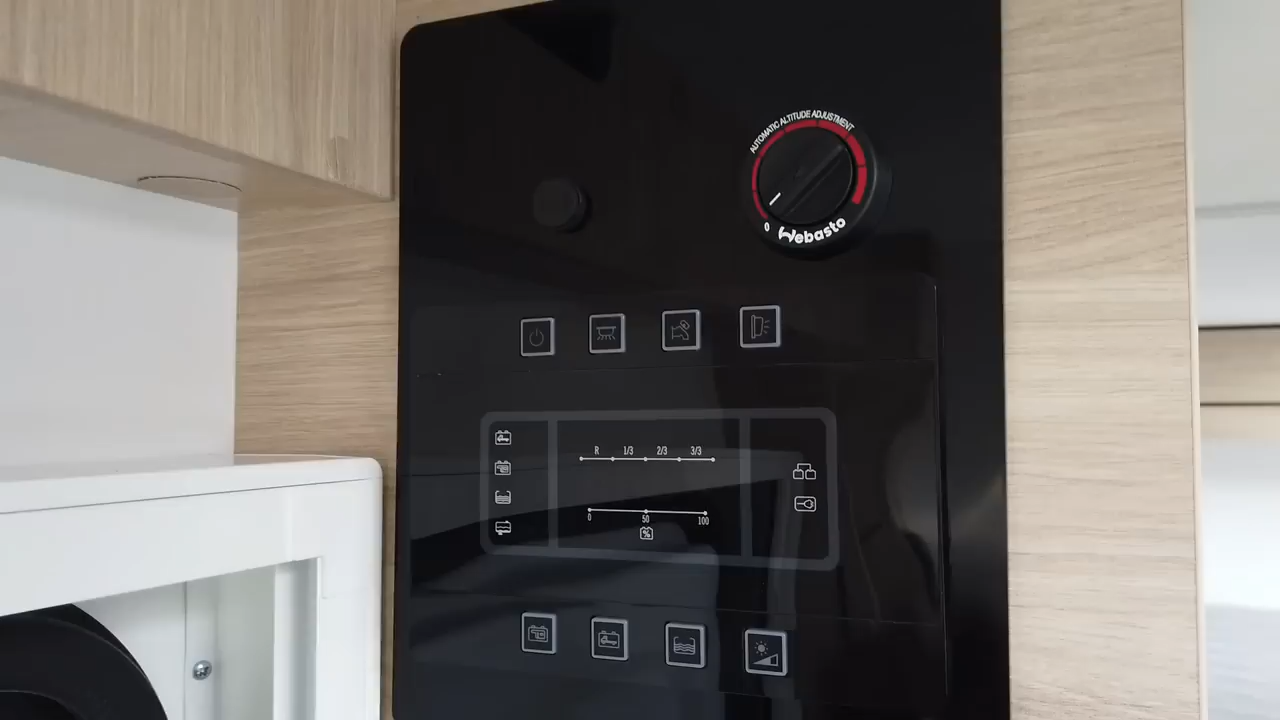 AUTOMATIC ALTITUDE ADJUSTMENT
0
Webasto
R 1/3 2/3 3/3
0 50 100
%